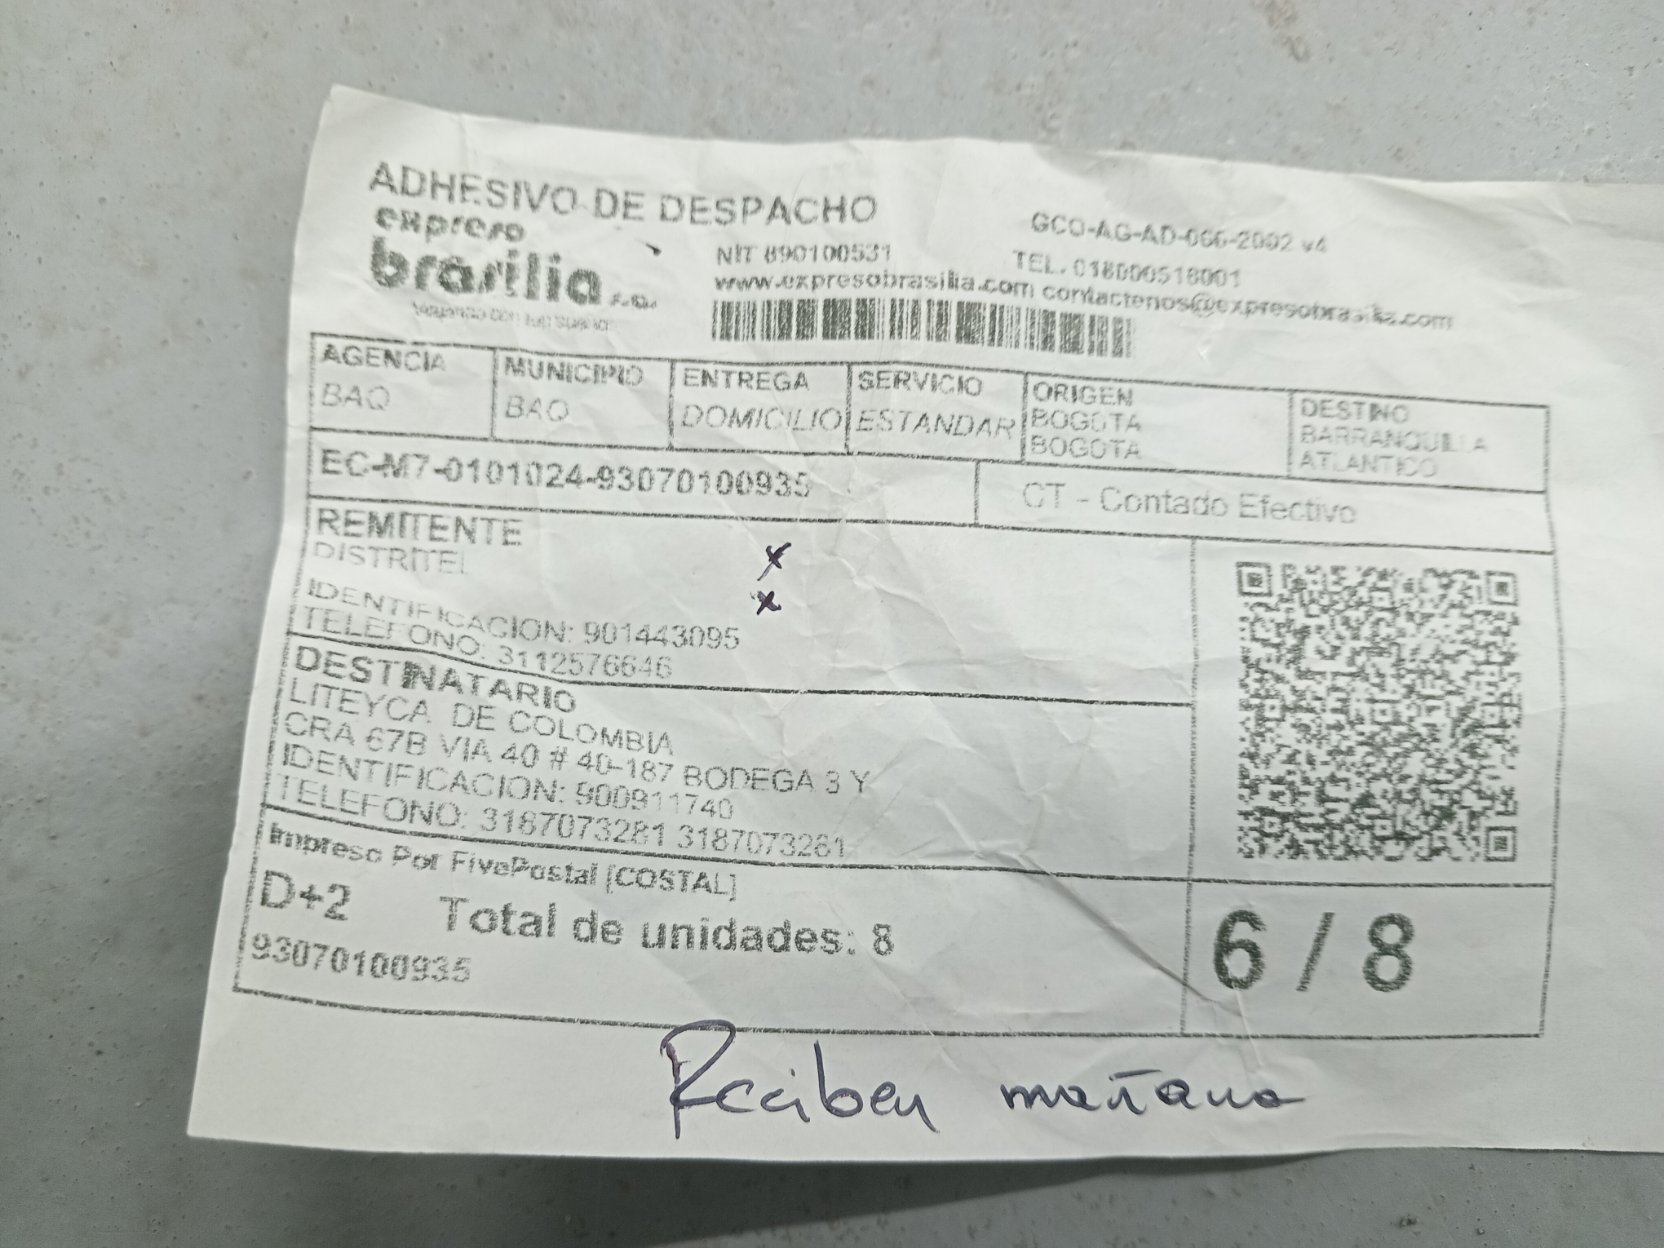 ADHESIVO DE DESPACHO
expreso
brasilia s.a.
NIT 890100531
GCO-AG-AD-066-2002 v4
TEL. 018000518001
www.expresobrasilia.com contactenos@expresobrasilia.com
AGENCIA MUNICIPIO ENTREGA SERVICIO ORIGEN DESTINO
BAQ BAQ DOMICILIO ESTANDAR BOGOTA BARRANQUILLA
BOGOTA ATLANTICO
EC-M7-0101024-93070100935 CT - Contado Efectivo
REMITENTE
DISTRITEL
x
x
IDENTIFICACION: 901443095
TELEFONO: 3112576646
DESTINATARIO
LITEYCA DE COLOMBIA
CRA 67B VIA 40 # 40-187 BODEGA 3 Y
IDENTIFICACION: 900911740
TELEFONO: 3187073281 3187073281
Impreso Por FivePostal [COSTAL]
D+2 Total de unidades: 8
93070100935
6 / 8
Reciben mañana